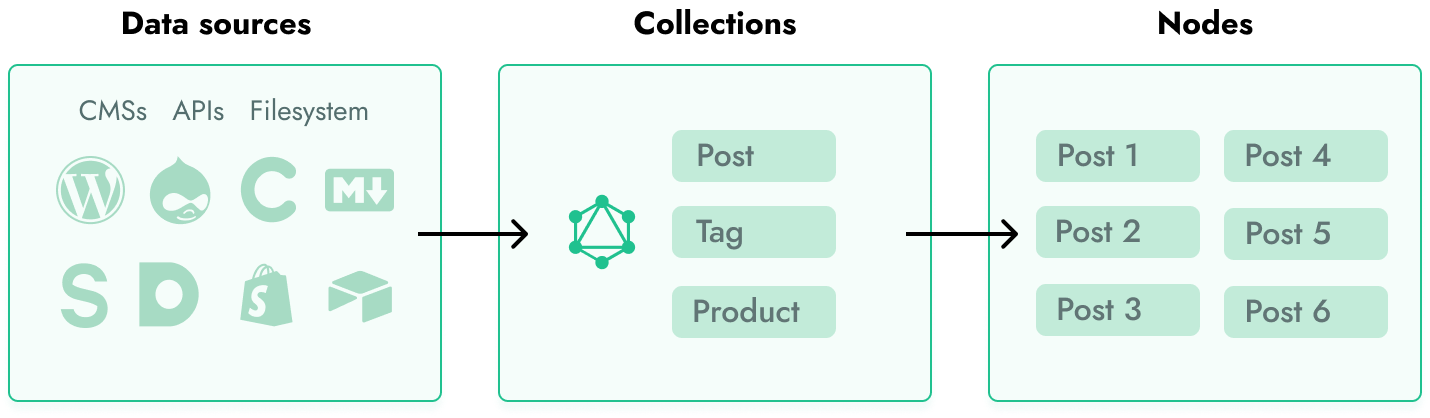 Data sources
Collections
Nodes
CMSs APIs Filesystem
Post
Tag
Product
Post 1
Post 4
Post 2
Post 5
Post 3
Post 6